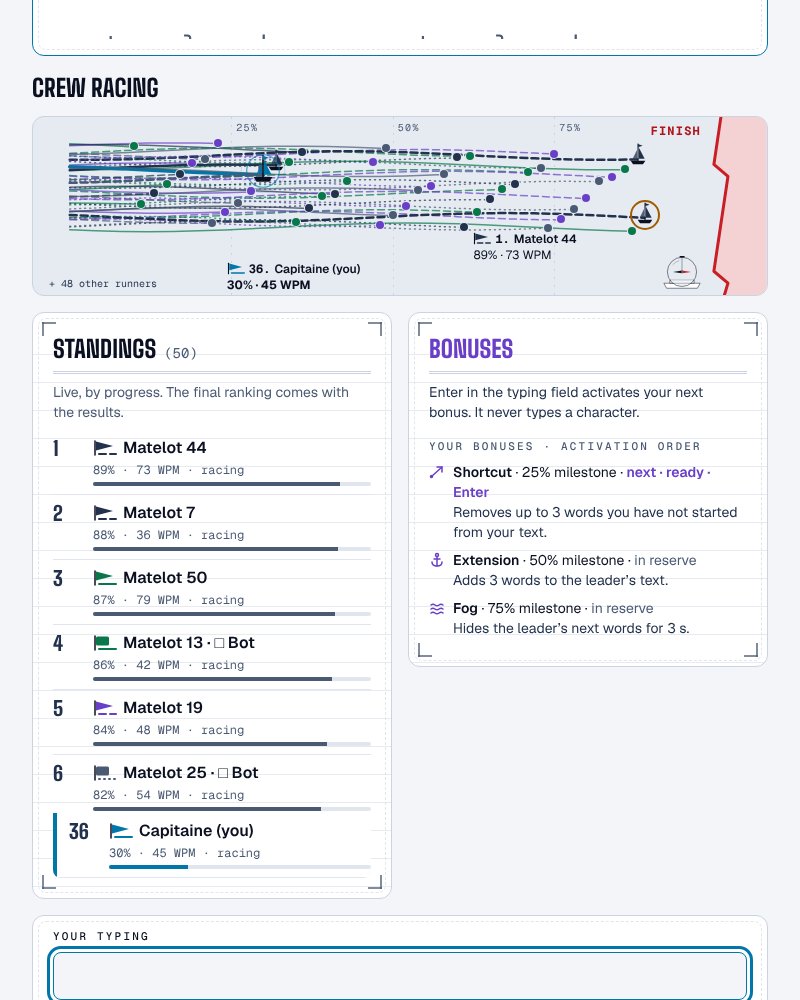 CREW RACING
25%
50%
75%
FINISH
1. Matelot 44
89% · 73 WPM
36. Capitaine (you)
30% · 45 WPM
+ 48 other runners
STANDINGS (50)
Live, by progress. The final ranking comes with
the results.
1 Matelot 44
89% · 73 WPM · racing
2 Matelot 7
88% · 36 WPM · racing
3 Matelot 50
87% · 79 WPM · racing
4 Matelot 13 · □ Bot
86% · 42 WPM · racing
5 Matelot 19
84% · 48 WPM · racing
6 Matelot 25 · □ Bot
82% · 54 WPM · racing
36 Capitaine (you)
30% · 45 WPM · racing
BONUSES
Enter in the typing field activates your next
bonus. It never types a character.
YOUR BONUSES · ACTIVATION ORDER
Shortcut · 25% milestone · next · ready ·
Enter
Removes up to 3 words you have not started
from your text.
Extension · 50% milestone · in reserve
Adds 3 words to the leader’s text.
Fog · 75% milestone · in reserve
Hides the leader’s next words for 3 s.
YOUR TYPING